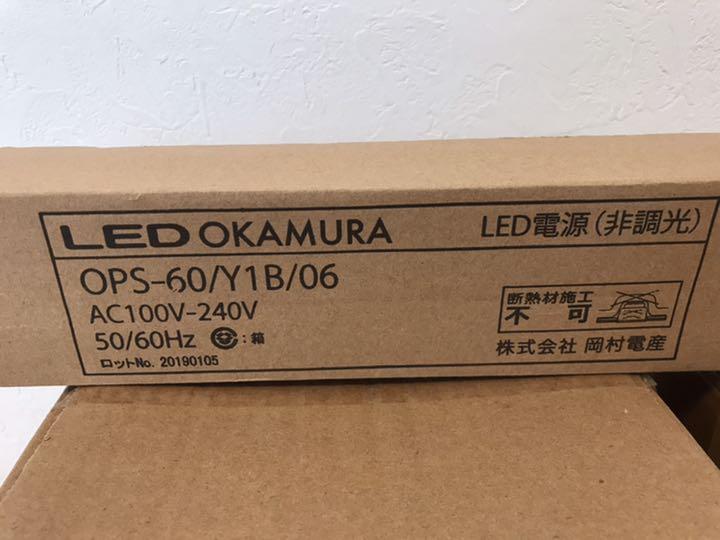 LED OKAMURA
LED電源(非調光)
OPS-60/Y1B/06
AC100V-240V
50/60Hz :箱
ロットNo. 20190105
断熱材施工
不可
株式会社 岡村電産